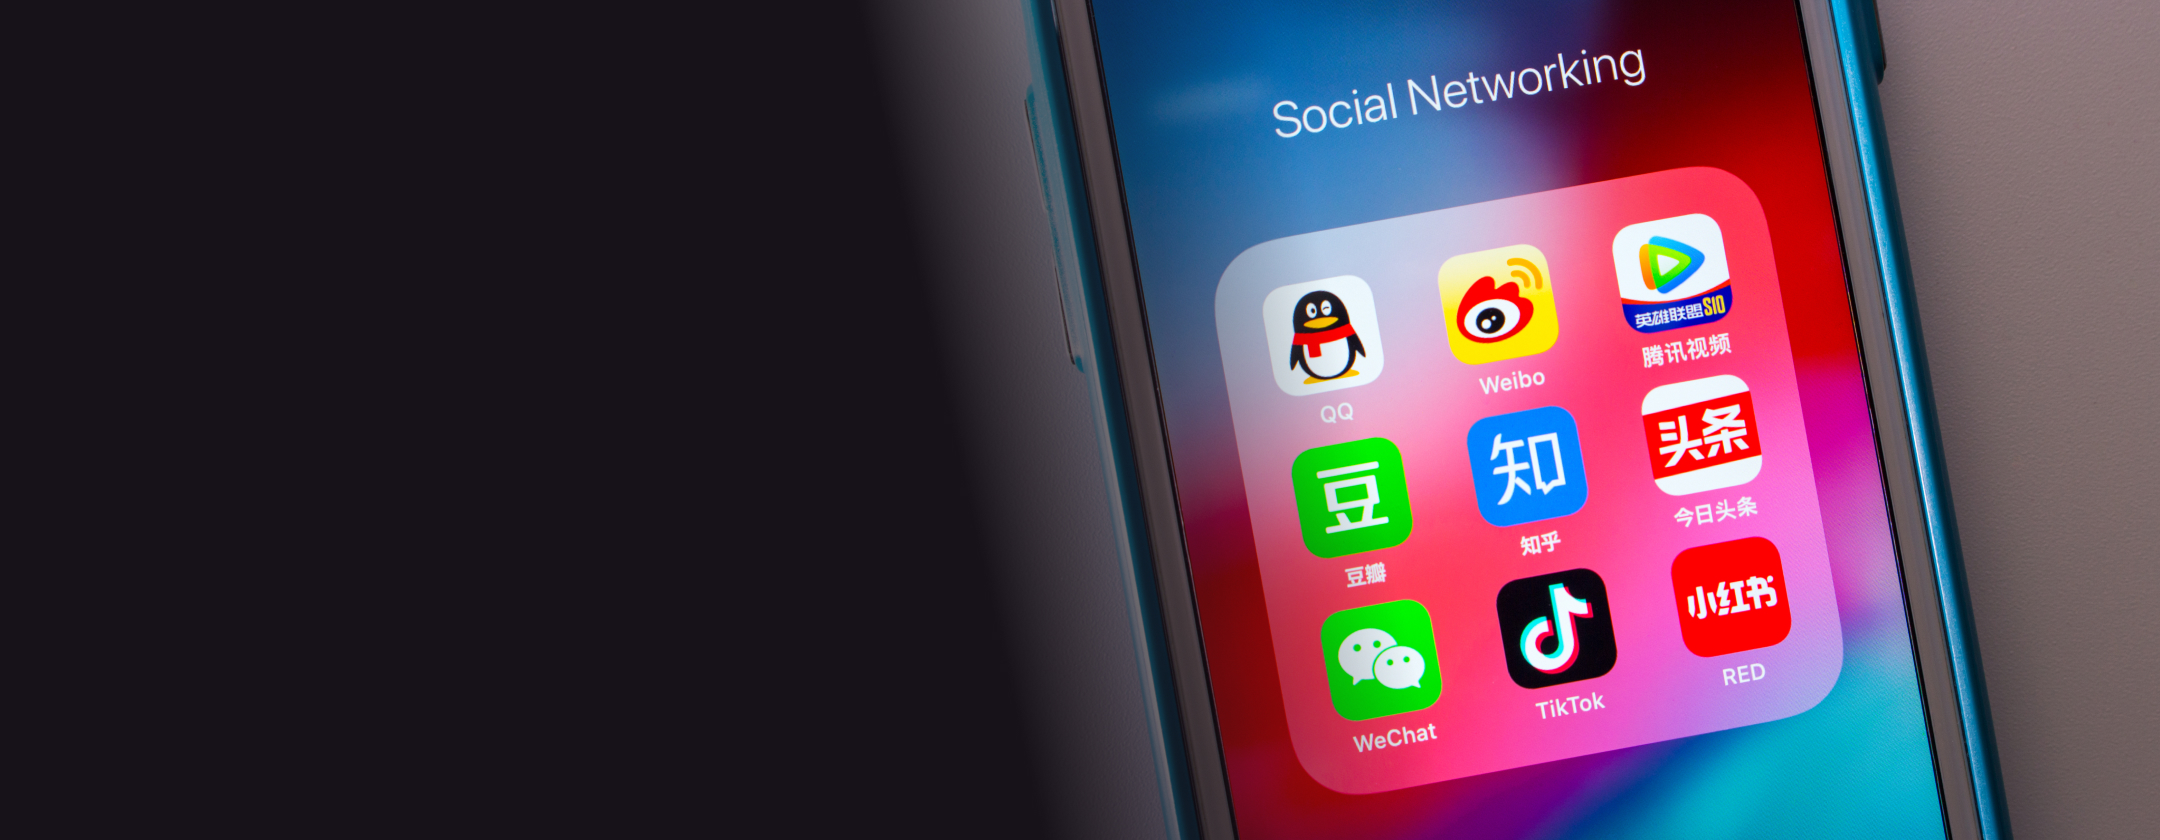 Social Networking
英雄联盟S10
QQ
Weibo
腾讯视频
豆
知
头条
豆瓣
知乎
今日头条
小红书
WeChat
TikTok
RED